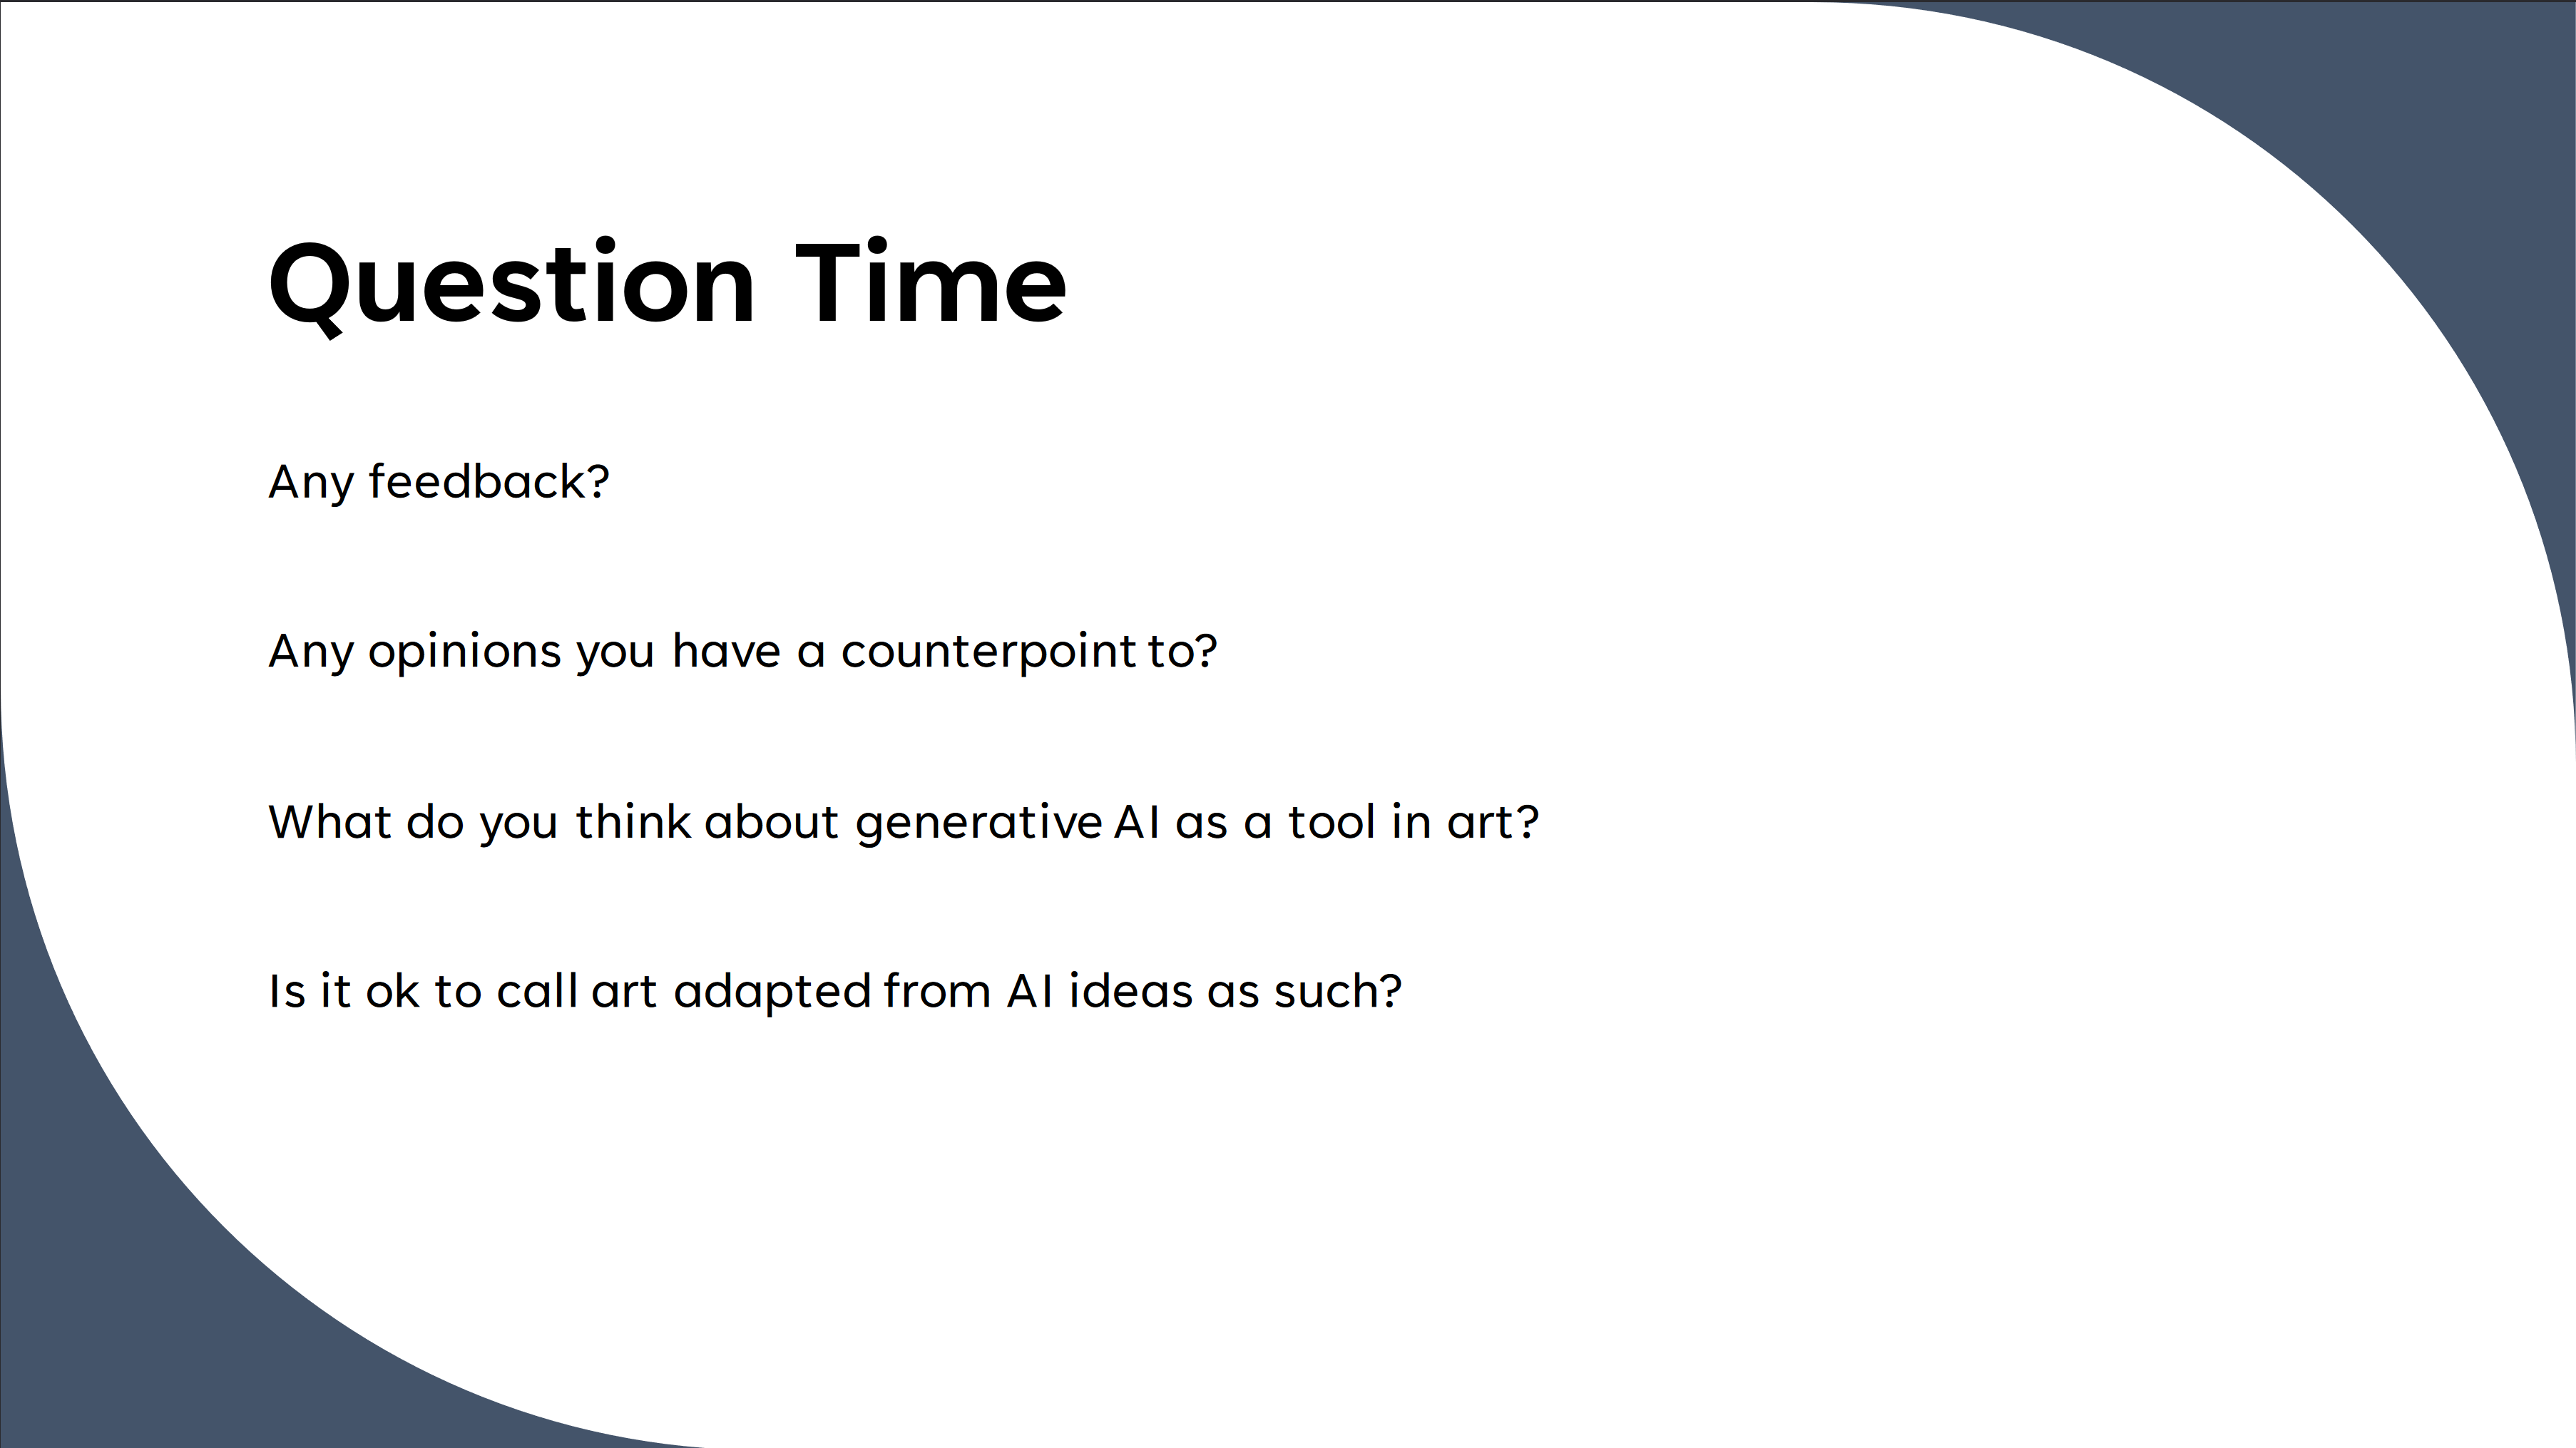 Question Time
Any feedback?
Any opinions you have a counterpoint to?
What do you think about generative AI as a tool in art?
Is it ok to call art adapted from AI ideas as such?